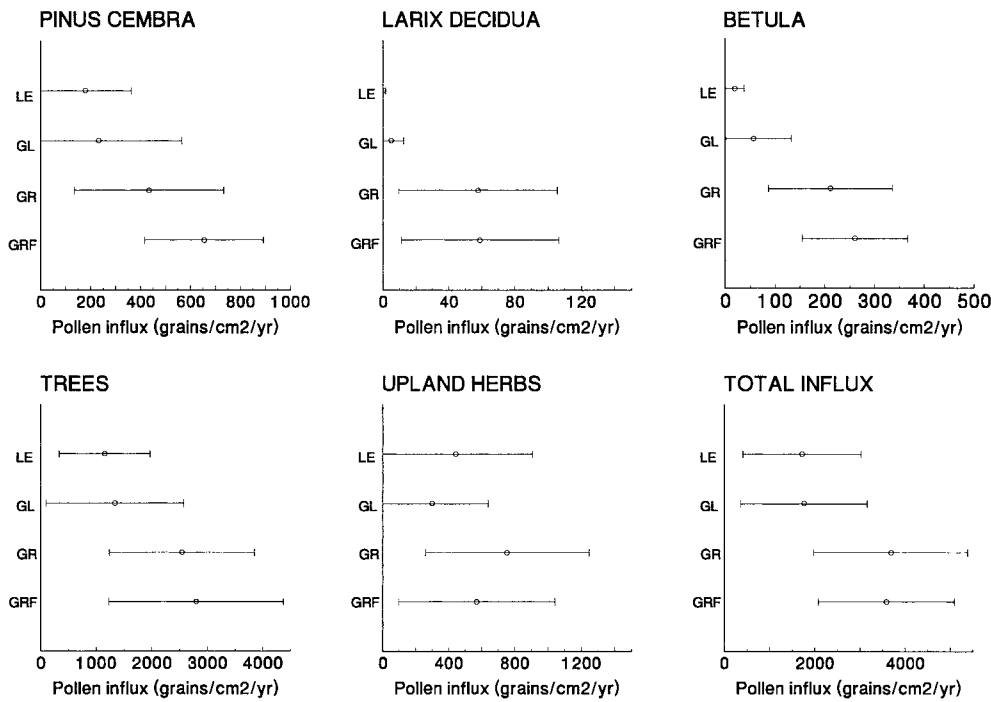 PINUS CEMBRA
LE
GL
GR
GRF
0 200 400 600 800 1000
Pollen influx (grains/cm2/yr)
LARIX DECIDUA
LE
GL
GR
GRF
0 40 80 120
Pollen influx (grains/cm2/yr)
BETULA
LE
GL
GR
GRF
0 100 200 300 400 500
Pollen influx (grains/cm2/yr)
TREES
LE
GL
GR
GRF
0 1000 2000 3000 4000
Pollen influx (grains/cm2/yr)
UPLAND HERBS
LE
GL
GR
GRF
0 400 800 1200
Pollen influx (grains/cm2/yr)
TOTAL INFLUX
LE
GL
GR
GRF
0 2000 4000
Pollen influx (grains/cm2/yr)